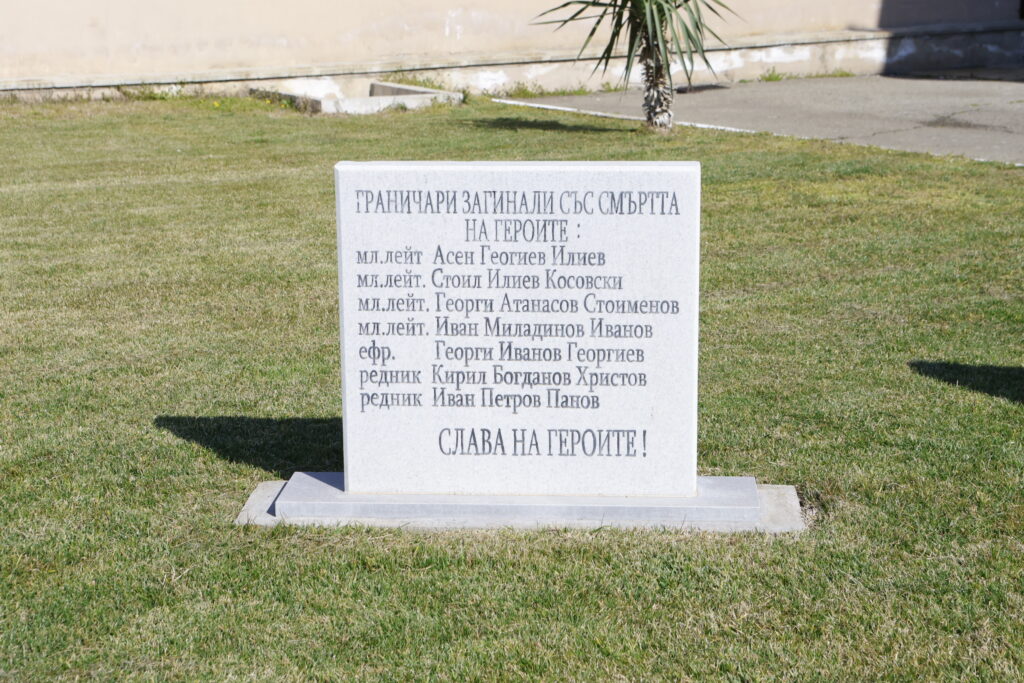 ГРАНИЧАРИ ЗАГИНАЛИ СЪС СМЪРТТА
НА ГЕРОИТЕ :
мл.лейт Асен Геогиев Илиев
мл.лейт. Стоил Илиев Косовски
мл.лейт. Георги Атанасов Стоименов
мл.лейт. Иван Миладинов Иванов
ефр. Георги Иванов Георгиев
редник Кирил Богданов Христов
редник Иван Петров Панов
СЛАВА НА ГЕРОИТЕ !